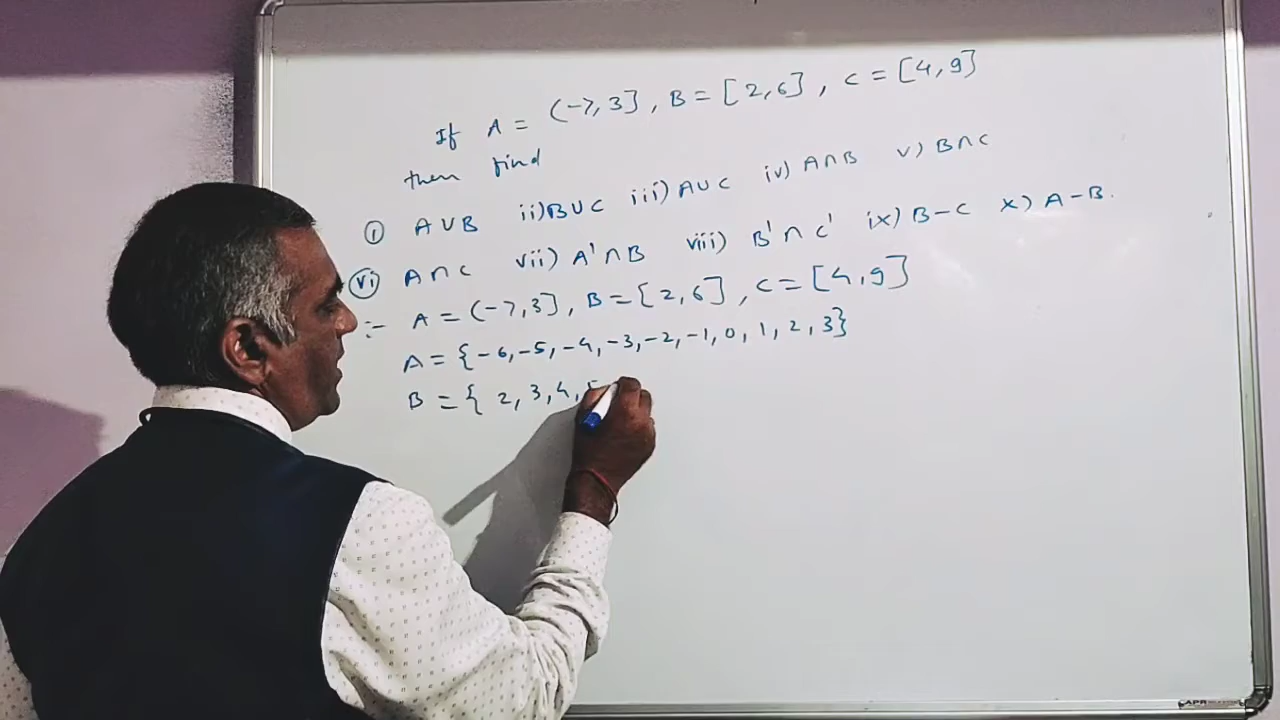 If A = (-7,3], B = [2,6], C = [4,9]
then find
i A∪B ii) B∪C iii) A∪C iv) A∩B v) B∩C
vi A∩C vii) A'∩B viii) B'∩C' ix) B-C x) A-B.
:- A = (-7,3], B = [2,6], C = [4,9]
A = {-6,-5,-4,-3,-2,-1,0,1,2,3}
B = { 2,3,4,5